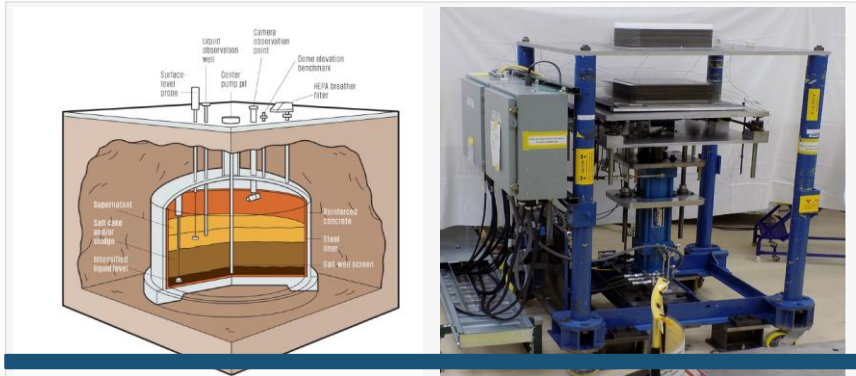 Liquid
observation
well
Camera
observation
point
Dome elevation
benchmark
Surface-
level
probe
Center
pump pit
HEPA breather
filter
Supernatant
Salt cake
and/or
sludge
Intensified
liquid level
Reinforced
concrete
Steel
liner
Salt well screen